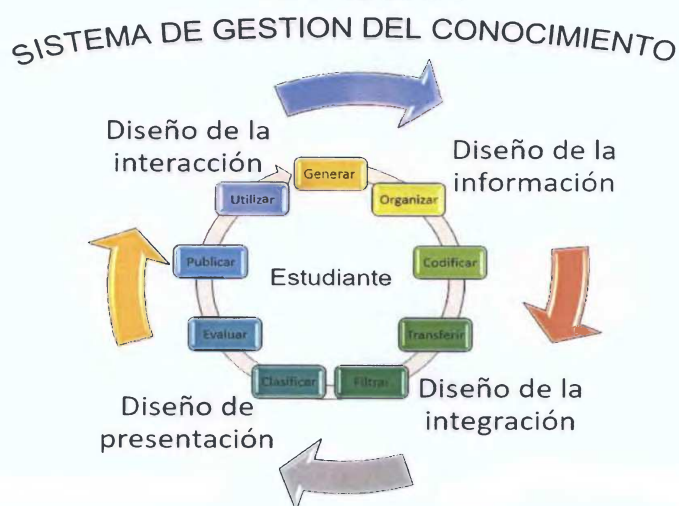 SISTEMA DE GESTION DEL CONOCIMIENTO
Diseño de la
interacción
Diseño de la
información
Generar
Organizar
Codificar
Transferir
Filtrar
Clasificar
Evaluar
Publicar
Utilizar
Estudiante
Diseño de la
integración
Diseño de
presentación